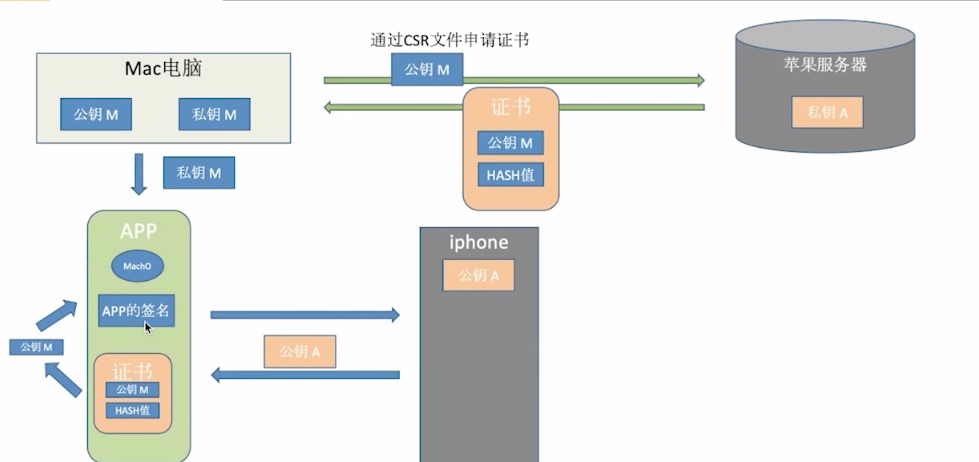 通过CSR文件申请证书
Mac电脑
公钥 M
私钥 M
公钥 M
苹果服务器
私钥 A
证书
公钥 M
HASH值
私钥 M
APP
MachO
APP的签名
公钥 M
证书
公钥 M
HASH值
公钥 A
iphone
公钥 A